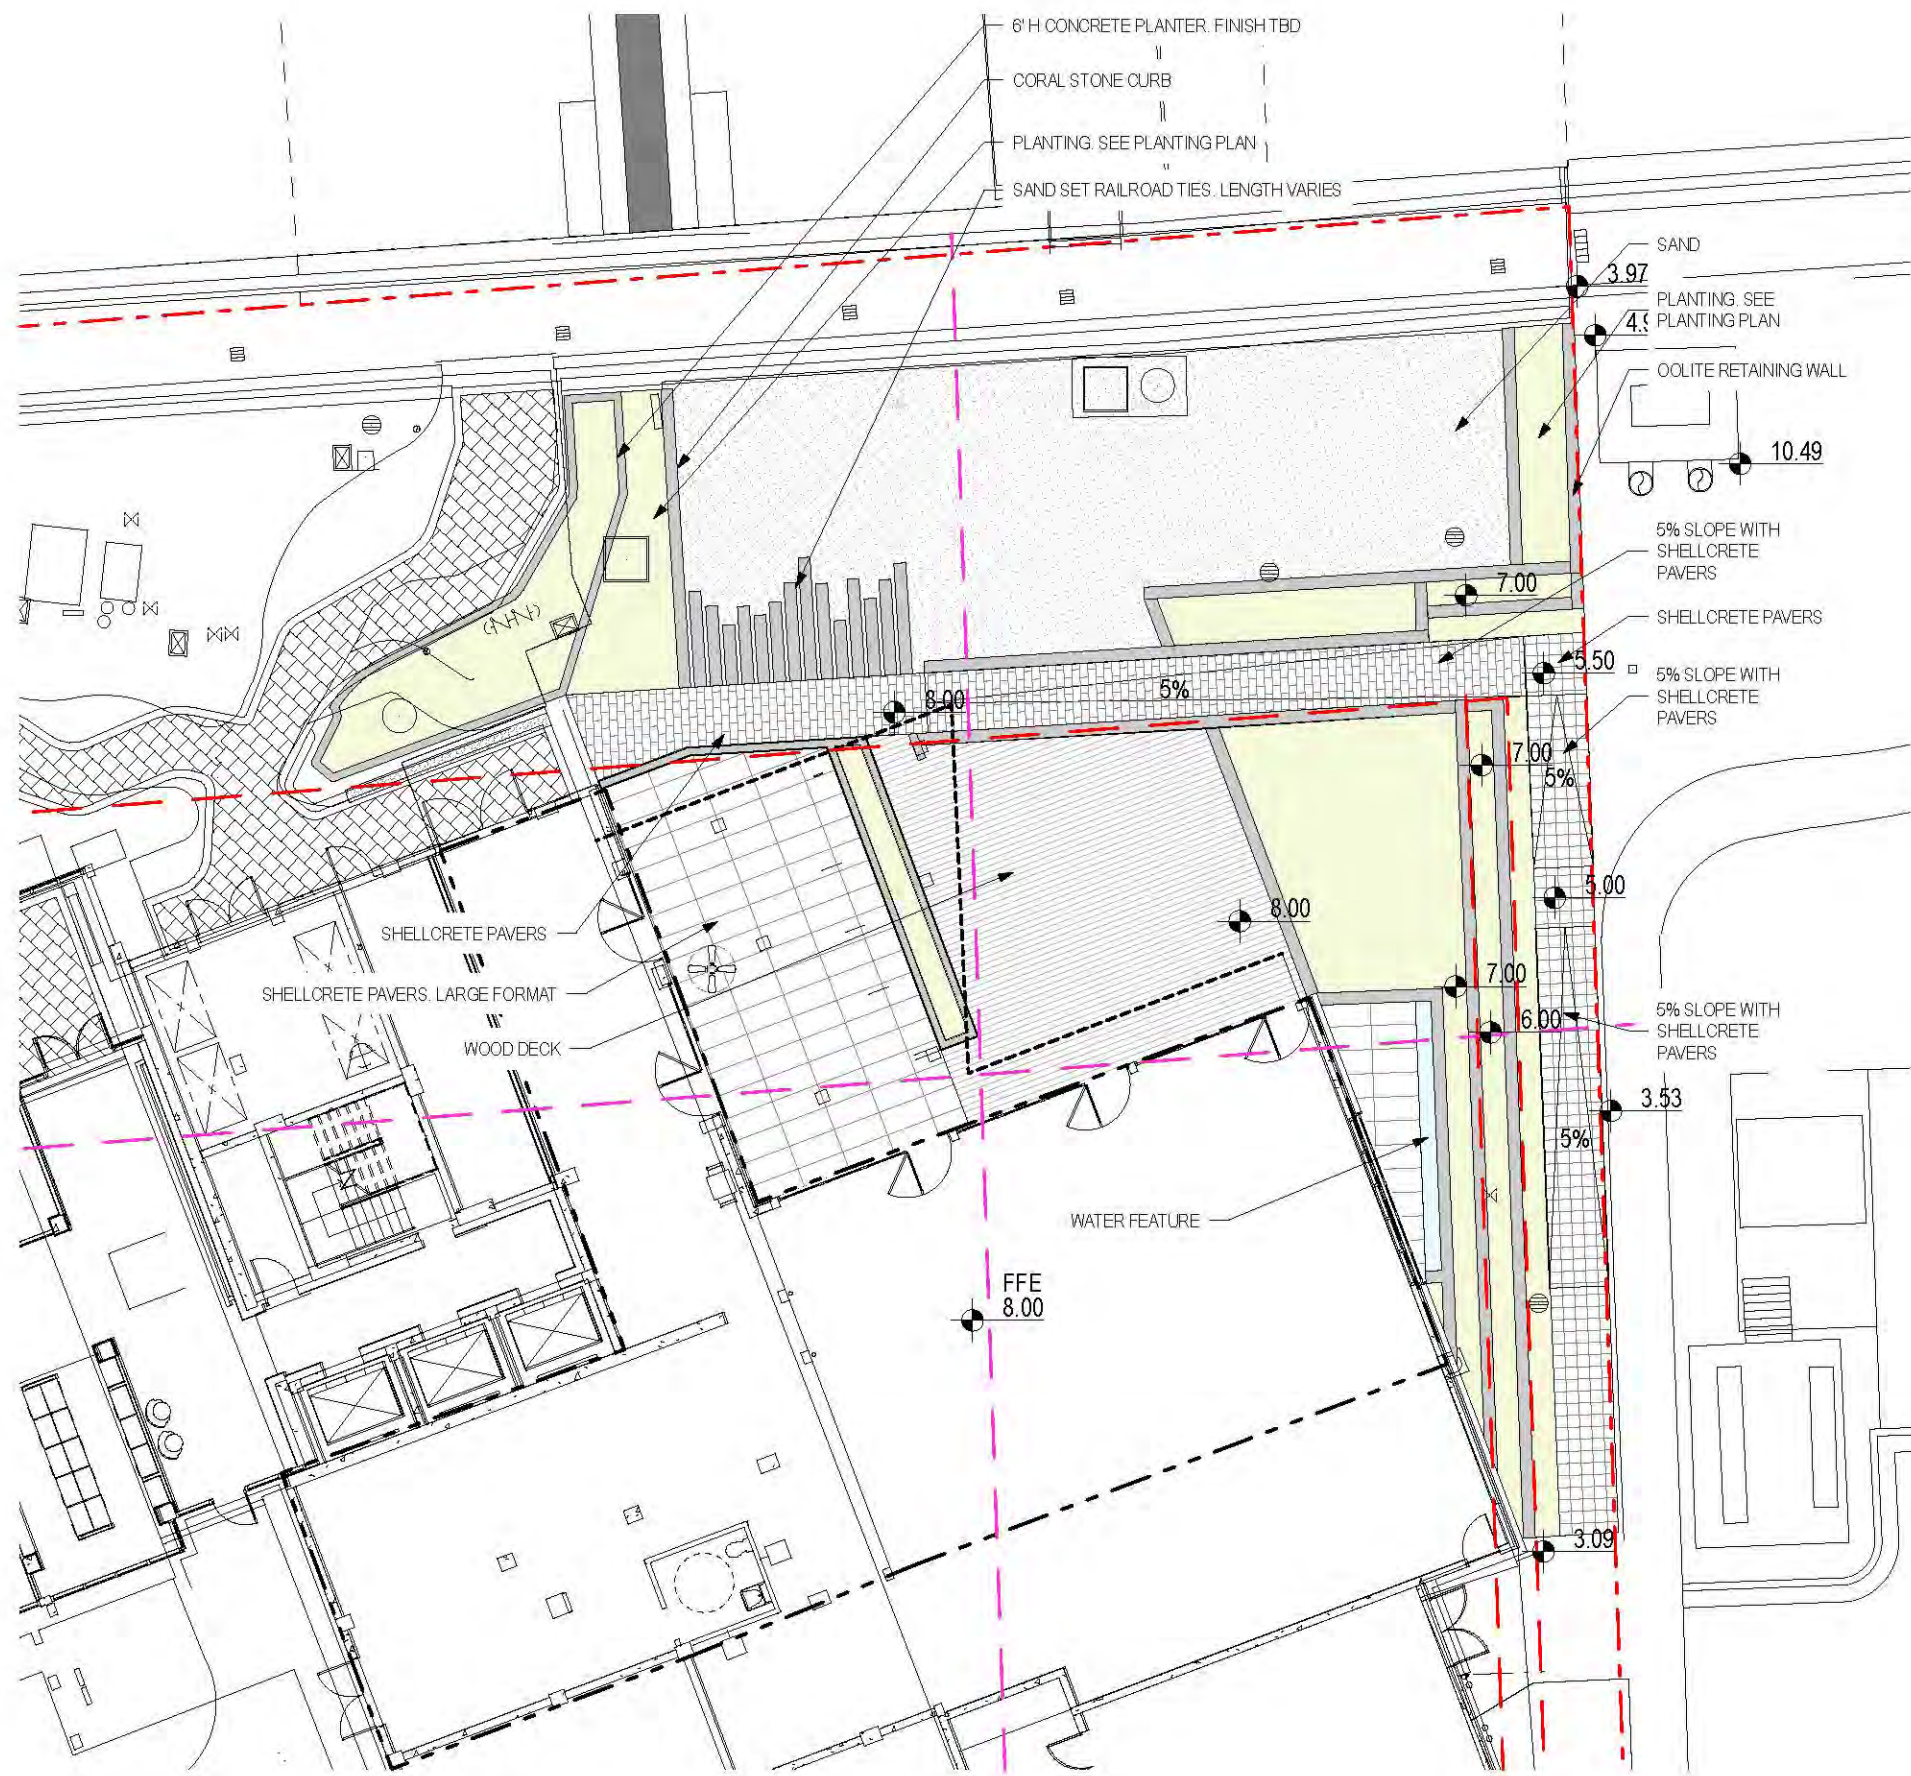 6' H CONCRETE PLANTER. FINISH TBD
CORAL STONE CURB
PLANTING. SEE PLANTING PLAN
SAND SET RAILROAD TIES. LENGTH VARIES
SAND
3.97
PLANTING. SEE
PLANTING PLAN
OOLITE RETAINING WALL
10.49
5% SLOPE WITH
SHELLCRETE
PAVERS
7.00
SHELLCRETE PAVERS
5.50
5% SLOPE WITH
SHELLCRETE
PAVERS
8.00
5%
7.00
5%
5.00
8.00
SHELLCRETE PAVERS
SHELLCRETE PAVERS. LARGE FORMAT
WOOD DECK
7.00
6.00
5% SLOPE WITH
SHELLCRETE
PAVERS
3.53
5%
WATER FEATURE
FFE
8.00
3.09